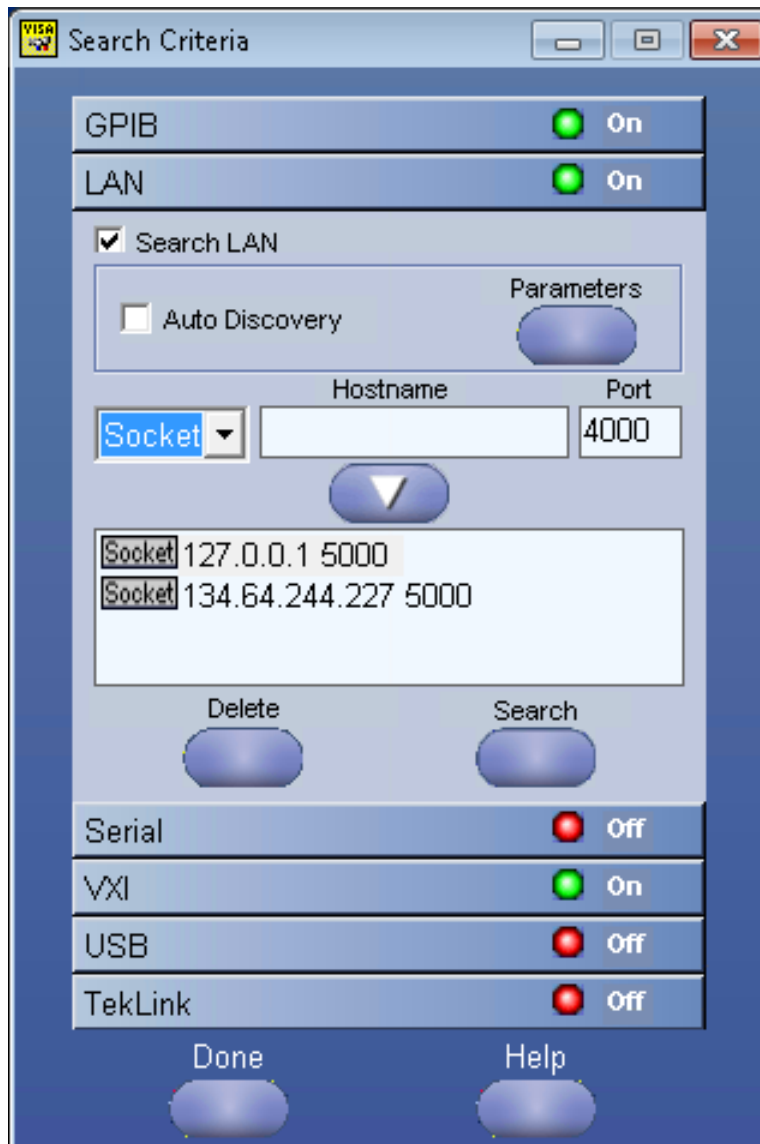 VISA
Search Criteria
GPIB On
LAN On
Search LAN
Auto Discovery
Parameters
Hostname Port
Socket 4000
Socket 127.0.0.1 5000
Socket 134.64.244.227 5000
Delete Search
Serial Off
VXI On
USB Off
TekLink Off
Done Help